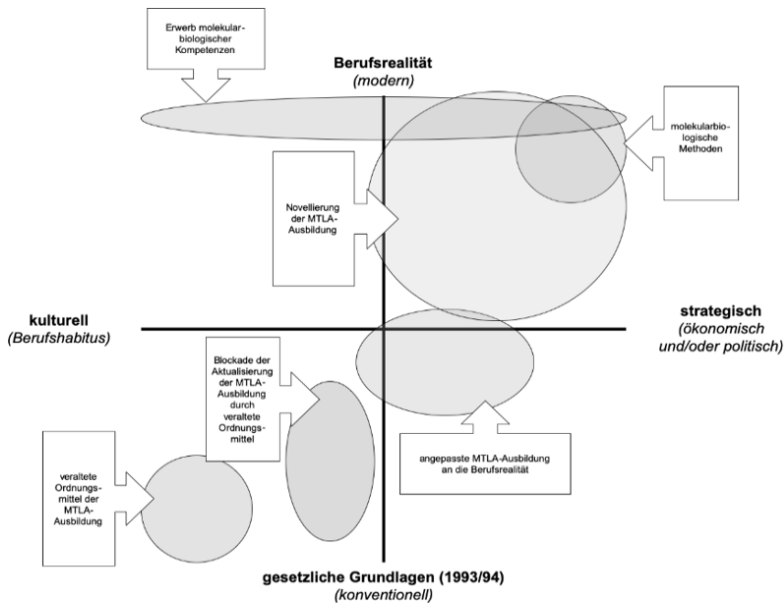 Erwerb molekular-
biologischer
Kompetenzen
Berufsrealität
(modern)
molekularbio-
logische
Methoden
Novellierung
der MTLA-
Ausbildung
kulturell
(Berufshabitus)
strategisch
(ökonomisch
und/oder politisch)
Blockade der
Aktualisierung
der MTLA-
Ausbildung
durch
veraltete
Ordnungs-
mittel
angepasste MTLA-Ausbildung
an die Berufsrealität
veraltete
Ordnungs-
mittel der
MTLA-
Ausbildung
gesetzliche Grundlagen (1993/94)
(konventionell)